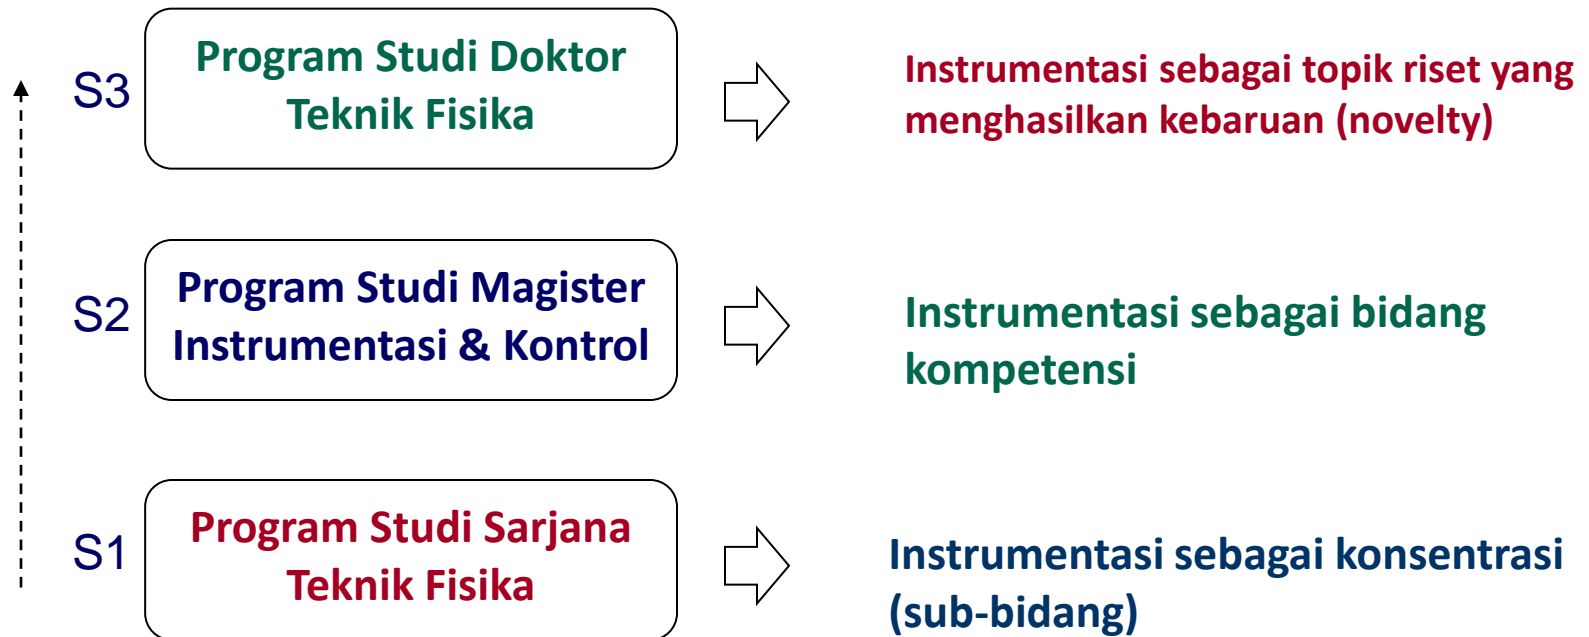 S3
Program Studi Doktor
Teknik Fisika
Instrumentasi sebagai topik riset yang
menghasilkan kebaruan (novelty)
S2
Program Studi Magister
Instrumentasi & Kontrol
Instrumentasi sebagai bidang
kompetensi
S1
Program Studi Sarjana
Teknik Fisika
Instrumentasi sebagai konsentrasi
(sub-bidang)